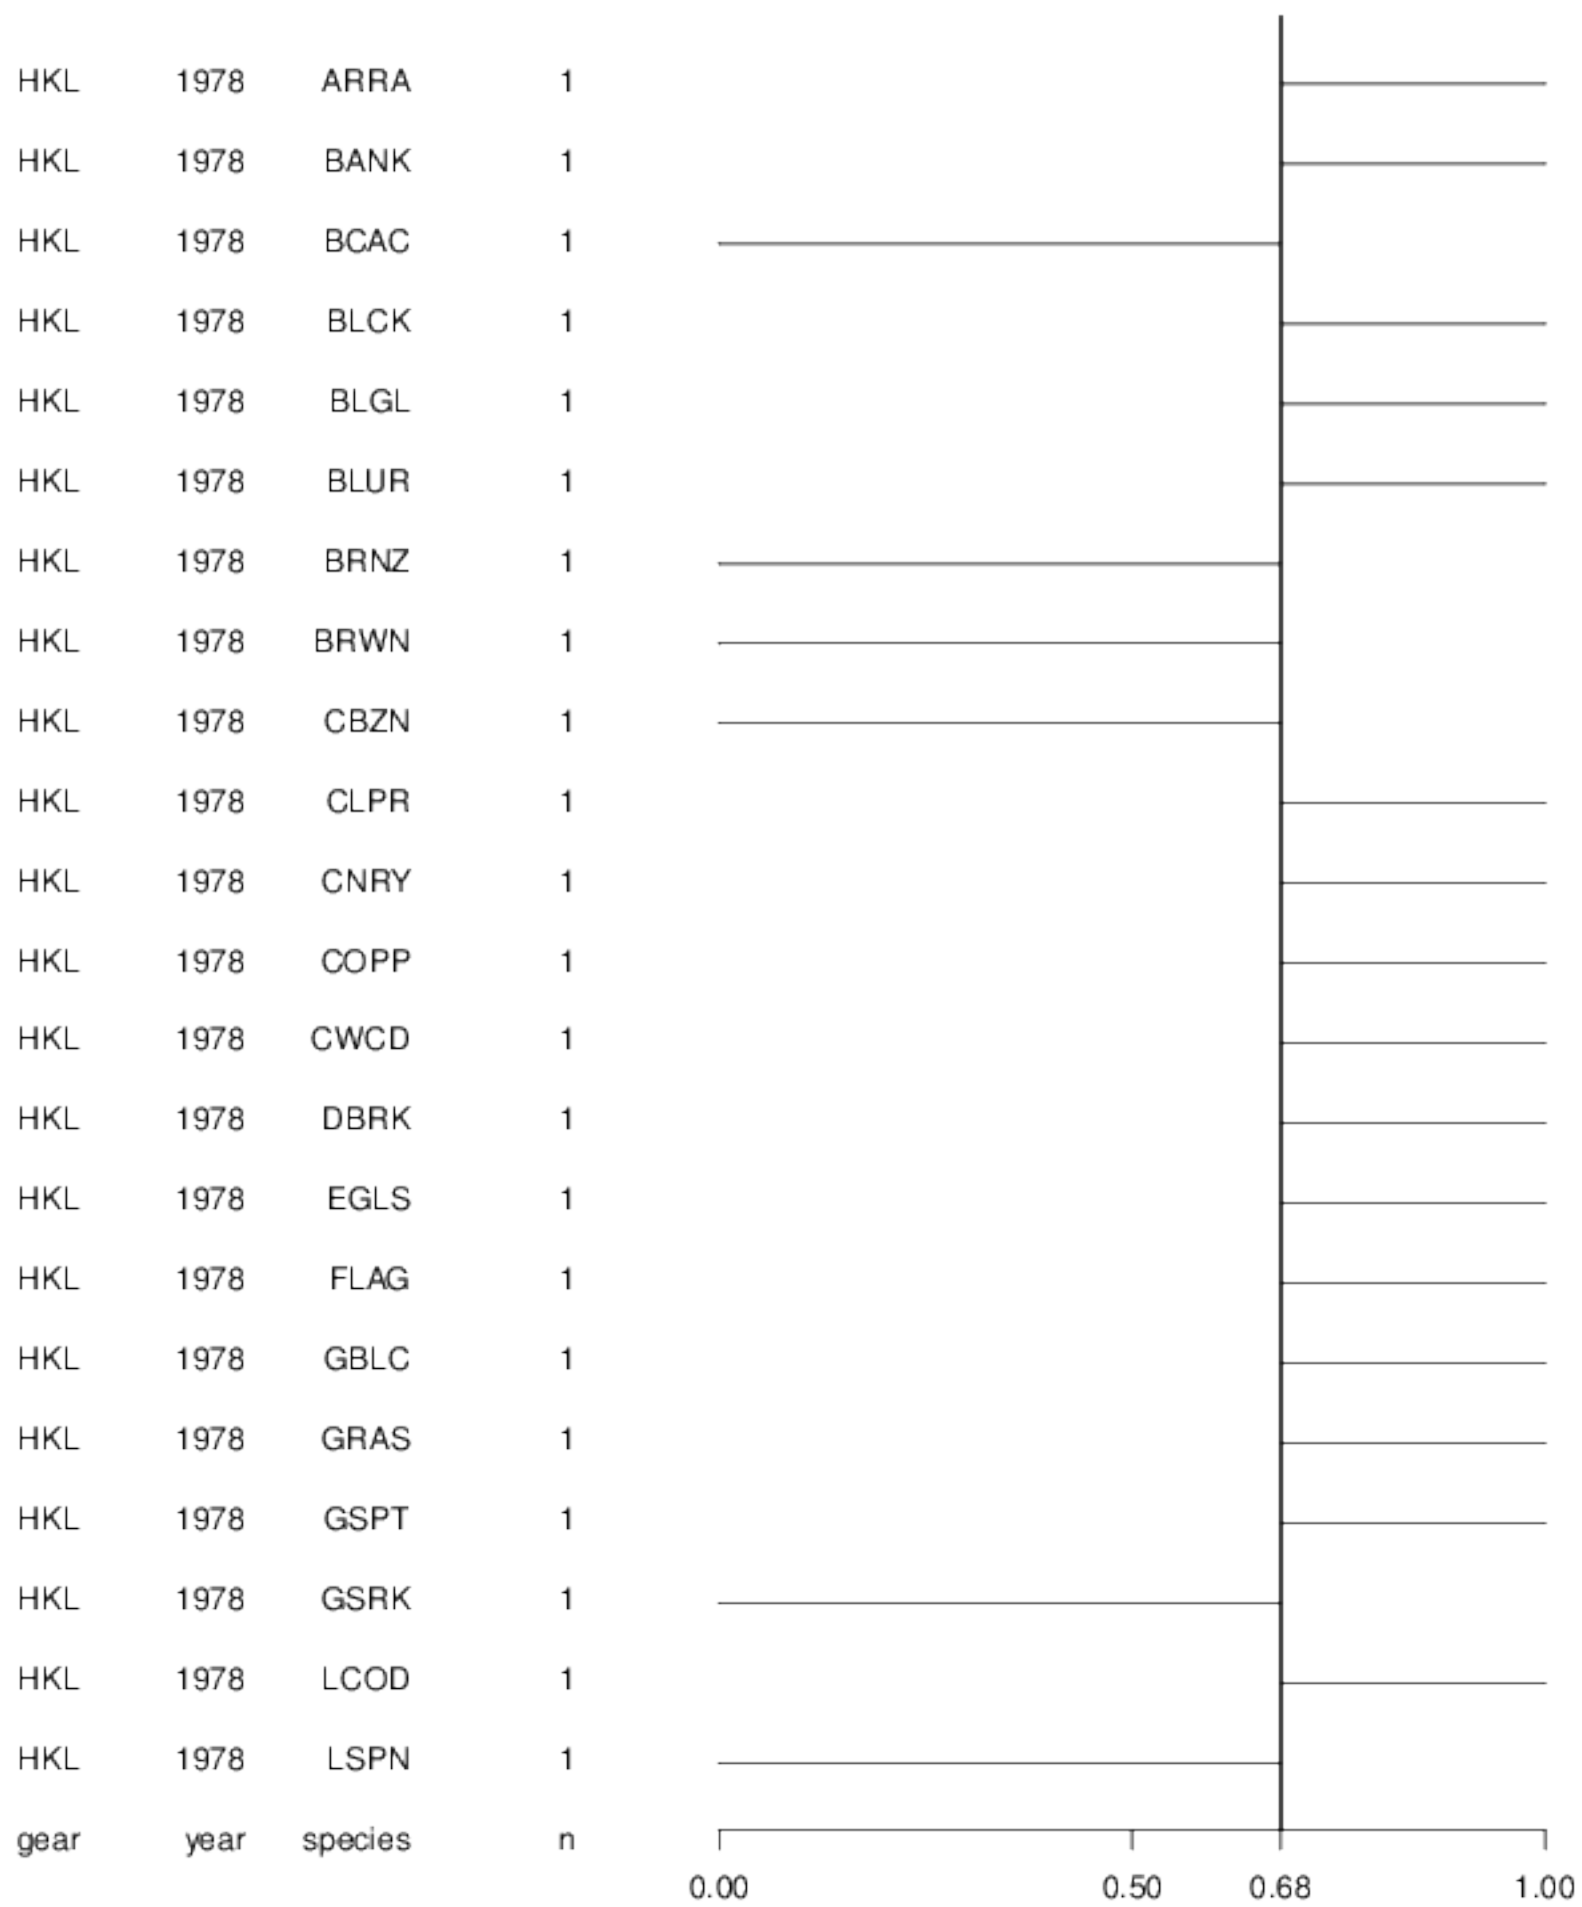 HKL 1978 ARRA 1
HKL 1978 BANK 1
HKL 1978 BCAC 1
HKL 1978 BLCK 1
HKL 1978 BLGL 1
HKL 1978 BLUR 1
HKL 1978 BRNZ 1
HKL 1978 BRWN 1
HKL 1978 CBZN 1
HKL 1978 CLPR 1
HKL 1978 CNRY 1
HKL 1978 COPP 1
HKL 1978 CWCD 1
HKL 1978 DBRK 1
HKL 1978 EGLS 1
HKL 1978 FLAG 1
HKL 1978 GBLC 1
HKL 1978 GRAS 1
HKL 1978 GSPT 1
HKL 1978 GSRK 1
HKL 1978 LCOD 1
HKL 1978 LSPN 1
gear year species n
0.00 0.50 0.68 1.00